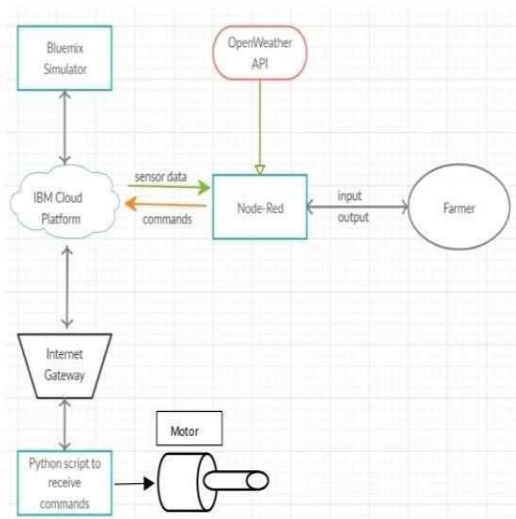 Bluemix
Simulator
OpenWeather
API
sensor data
IBM Cloud
Platform
commands
Node-Red
input
output
Farmer
Internet
Gateway
Motor
Python script to
receive
commands